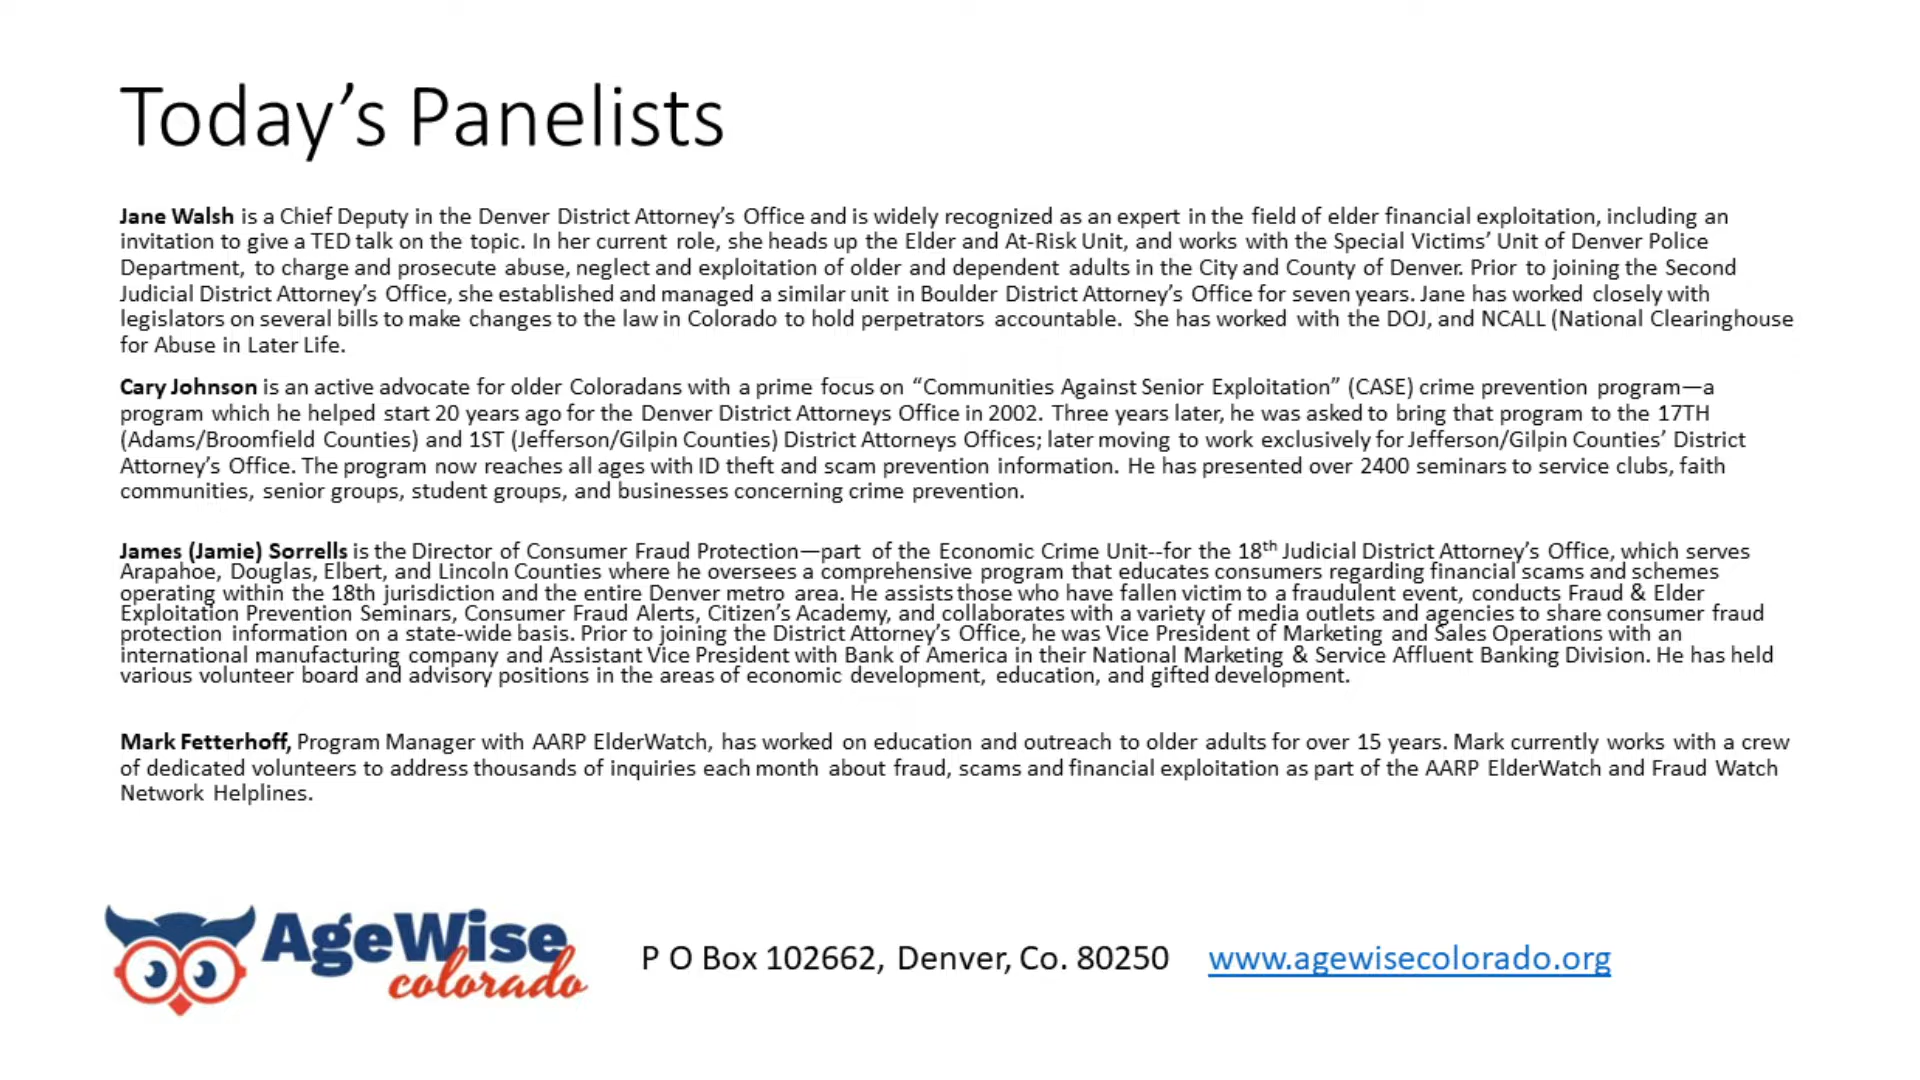 Today’s Panelists
Jane Walsh is a Chief Deputy in the Denver District Attorney’s Office and is widely recognized as an expert in the field of elder financial exploitation, including an
invitation to give a TED talk on the topic. In her current role, she heads up the Elder and At-Risk Unit, and works with the Special Victims’ Unit of Denver Police
Department, to charge and prosecute abuse, neglect and exploitation of older and dependent adults in the City and County of Denver. Prior to joining the Second
Judicial District Attorney’s Office, she established and managed a similar unit in Boulder District Attorney’s Office for seven years. Jane has worked closely with
legislators on several bills to make changes to the law in Colorado to hold perpetrators accountable. She has worked with the DOJ, and NCALL (National Clearinghouse
for Abuse in Later Life.
Cary Johnson is an active advocate for older Coloradans with a prime focus on “Communities Against Senior Exploitation” (CASE) crime prevention program—a
program which he helped start 20 years ago for the Denver District Attorneys Office in 2002. Three years later, he was asked to bring that program to the 17TH
(Adams/Broomfield Counties) and 1ST (Jefferson/Gilpin Counties) District Attorneys Offices; later moving to work exclusively for Jefferson/Gilpin Counties’ District
Attorney’s Office. The program now reaches all ages with ID theft and scam prevention information. He has presented over 2400 seminars to service clubs, faith
communities, senior groups, student groups, and businesses concerning crime prevention.
James (Jamie) Sorrells is the Director of Consumer Fraud Protection—part of the Economic Crime Unit--for the 18th Judicial District Attorney’s Office, which serves
Arapahoe, Douglas, Elbert, and Lincoln Counties where he oversees a comprehensive program that educates consumers regarding financial scams and schemes
operating within the 18th jurisdiction and the entire Denver metro area. He assists those who have fallen victim to a fraudulent event, conducts Fraud & Elder
Exploitation Prevention Seminars, Consumer Fraud Alerts, Citizen’s Academy, and collaborates with a variety of media outlets and agencies to share consumer fraud
protection information on a state-wide basis. Prior to joining the District Attorney’s Office, he was Vice President of Marketing and Sales Operations with an
international manufacturing company and Assistant Vice President with Bank of America in their National Marketing & Service Affluent Banking Division. He has held
various volunteer board and advisory positions in the areas of economic development, education, and gifted development.
Mark Fetterhoff, Program Manager with AARP ElderWatch, has worked on education and outreach to older adults for over 15 years. Mark currently works with a crew
of dedicated volunteers to address thousands of inquiries each month about fraud, scams and financial exploitation as part of the AARP ElderWatch and Fraud Watch
Network Helplines.
AgeWise
colorado
P O Box 102662, Denver, Co. 80250 www.agewisecolorado.org